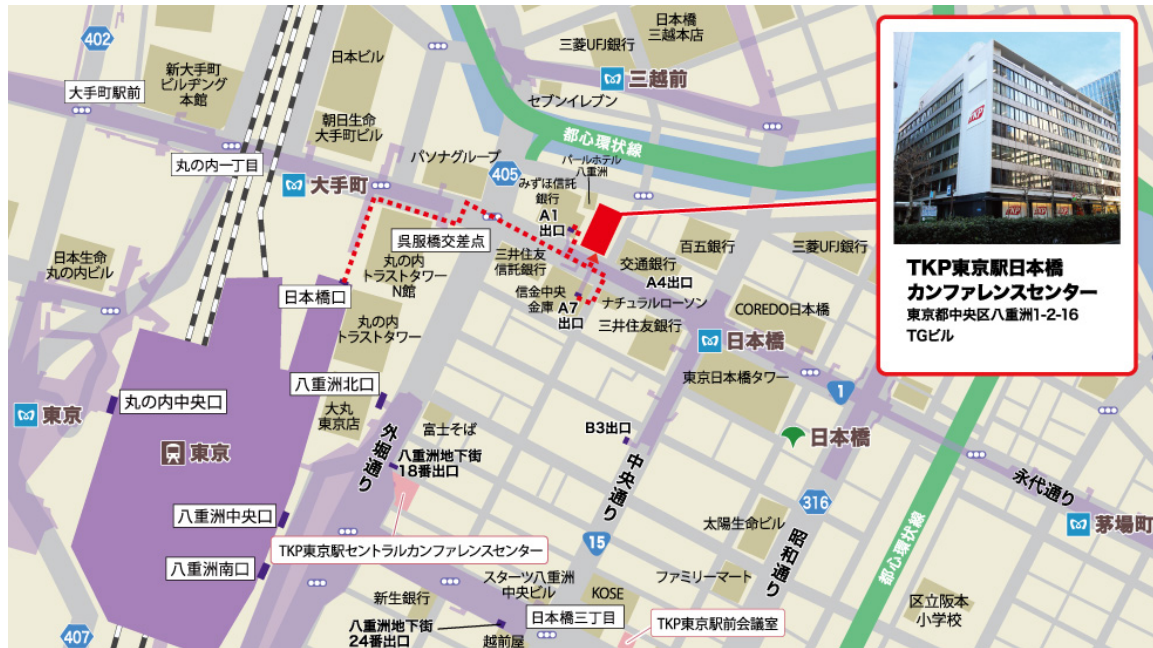 402
新大手町
ビルヂング
本館
日本ビル
三菱UFJ銀行
日本橋
三越本店
三越前
大手町駅前
セブンイレブン
朝日生命
大手町ビル
都心環状線
丸の内一丁目
パソナグループ
405
パールホテル
八重洲
大手町
みずほ信託
銀行
A1
出口
呉服橋交差点
日本生命
丸の内ビル
丸の内
トラストタワー
N館
三井住友
信託銀行
百五銀行
三菱UFJ銀行
交通銀行
A4出口
日本橋口
信金中央
金庫
A7
出口
ナチュラルローソン
COREDO日本橋
丸の内
トラストタワー
三井住友銀行
日本橋
TKP
TKP
TKP東京駅日本橋
カンファレンスセンター
東京都中央区八重洲1-2-16
TGビル
八重洲北口
東京日本橋タワー
1
丸の内中央口
東京
大丸
東京店
外堀通り
富士そば
B3出口
日本橋
東京
八重洲地下街
18番出口
中央通り
永代通り
八重洲中央口
316
太陽生命ビル
昭和通り
茅場町
TKP東京駅セントラルカンファレンスセンター
15
都心環状線
八重洲南口
スターツ八重洲
中央ビル
ファミリーマート
新生銀行
KOSE
区立阪本
小学校
407
八重洲地下街
24番出口
越前屋
日本橋三丁目
TKP東京駅前会議室